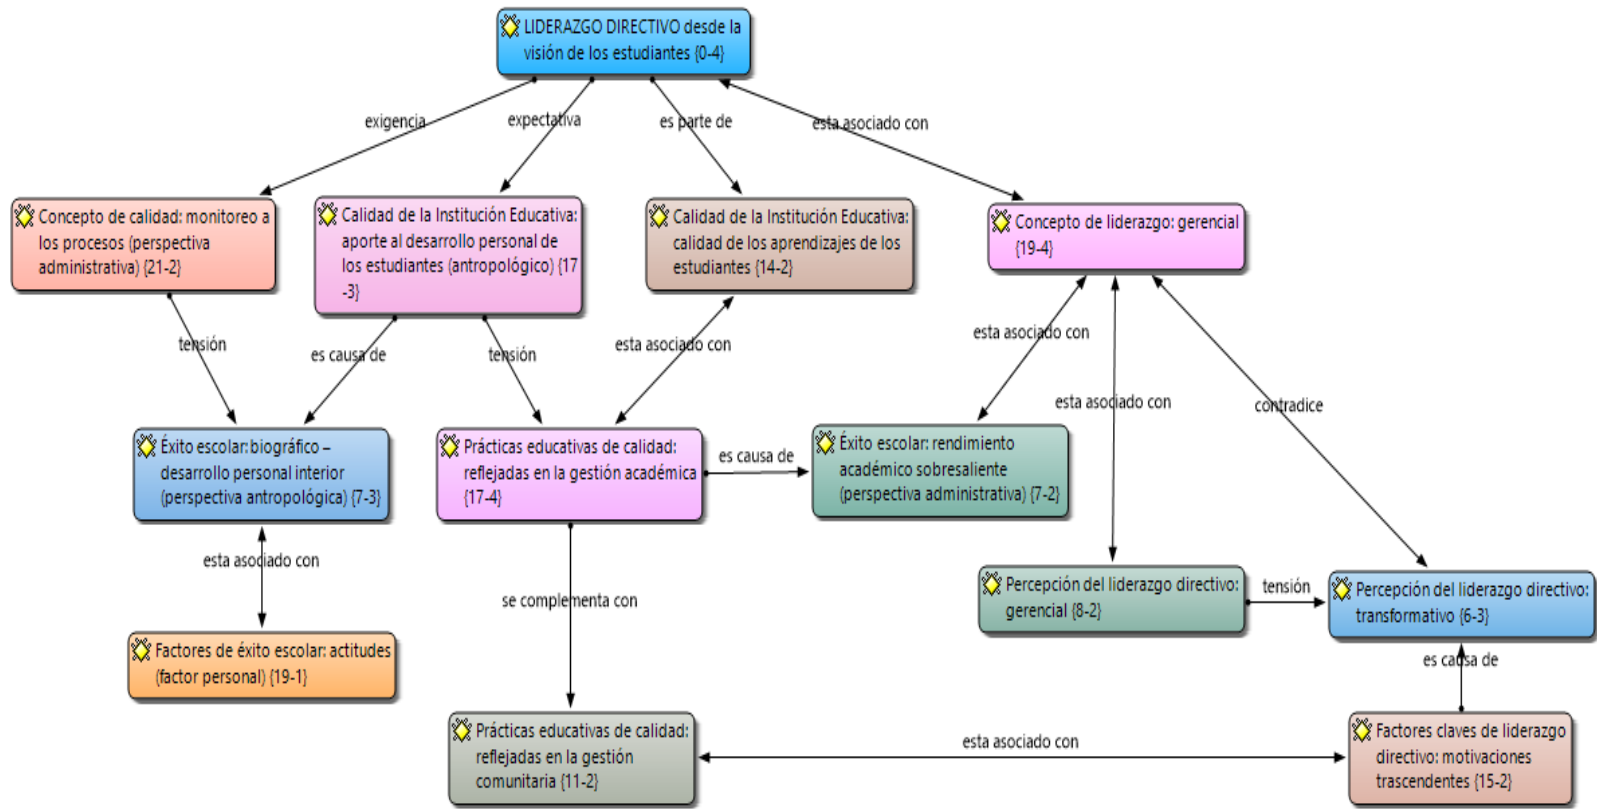 LIDERAZGO DIRECTIVO desde la
visión de los estudiantes {0-4}
exigencia
expectativa
es parte de
esta asociado con
Concepto de calidad: monitoreo a
los procesos (perspectiva
administrativa) {21-2}
Calidad de la Institución Educativa:
aporte al desarrollo personal de
los estudiantes (antropológico) {17
-3}
Calidad de la Institución Educativa:
calidad de los aprendizajes de los
estudiantes {14-2}
Concepto de liderazgo: gerencial
{19-4}
tensión
es causa de
tensión
esta asociado con
esta asociado con
esta asociado con
contradice
Éxito escolar: biográfico –
desarrollo personal interior
(perspectiva antropológica) {7-3}
Prácticas educativas de calidad:
reflejadas en la gestión académica
{17-4}
es causa de
Éxito escolar: rendimiento
académico sobresaliente
(perspectiva administrativa) {7-2}
esta asociado con
se complementa con
Percepción del liderazgo directivo:
gerencial {8-2}
tensión
Percepción del liderazgo directivo:
transformativo {6-3}
Factores de éxito escolar: actitudes
(factor personal) {19-1}
es causa de
Prácticas educativas de calidad:
reflejadas en la gestión
comunitaria {11-2}
esta asociado con
Factores claves de liderazgo
directivo: motivaciones
trascendentes {15-2}